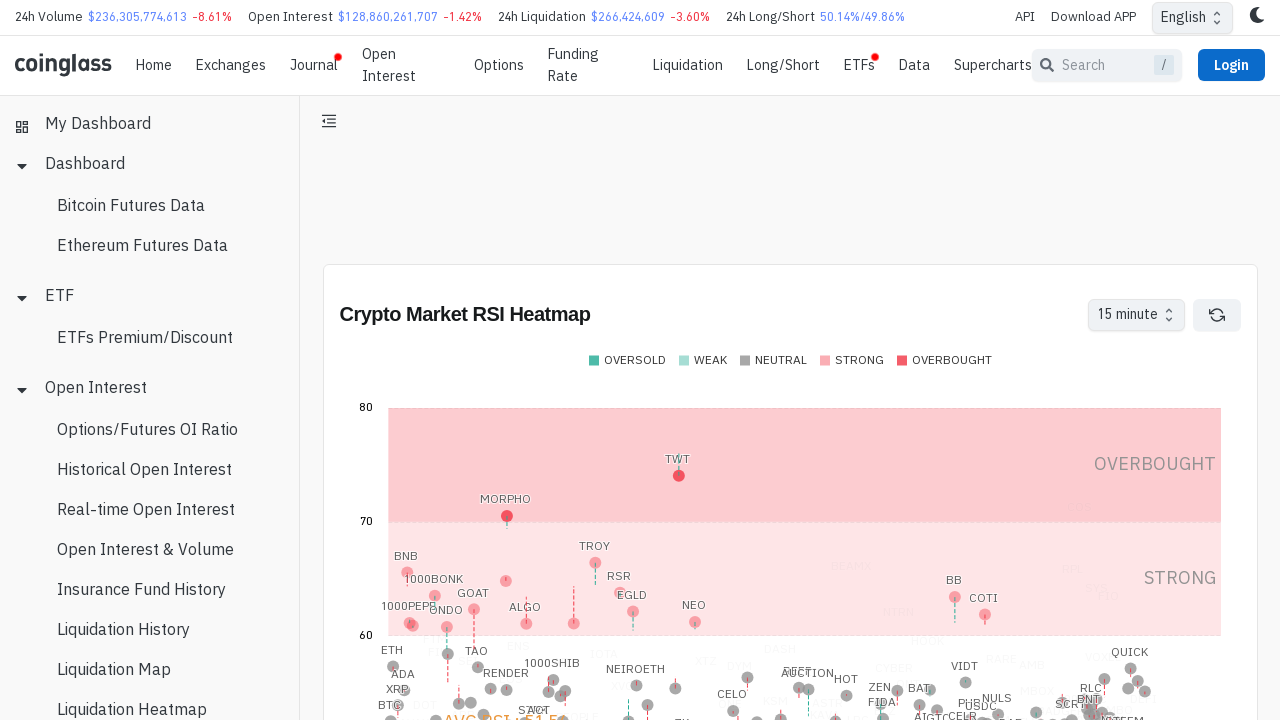 24h Volume $236,305,774,613 -8.61% Open Interest $128,860,261,707 -1.42% 24h Liquidation $266,424,609 -3.60% 24h Long/Short 50.14%/49.86% API Download APP English
coinglass Home Exchanges Journal Open Interest Options Funding Rate Liquidation Long/Short ETFs Data Supercharts Search / Login
My Dashboard
Dashboard
Bitcoin Futures Data
Ethereum Futures Data
ETF
ETFs Premium/Discount
Open Interest
Options/Futures OI Ratio
Historical Open Interest
Real-time Open Interest
Open Interest & Volume
Insurance Fund History
Liquidation History
Liquidation Map
Liquidation Heatmap
Crypto Market RSI Heatmap 15 minute
OVERSOLD WEAK NEUTRAL STRONG OVERBOUGHT
80
TWT OVERBOUGHT
MORPHO
70
TROY
BNB
1000BONK RSR BB STRONG
GOAT EGLD COTI
ONDO ALGO NEO
60
ETH TAO QUICK
1000SHIB
ADA RENDER NEIROETH AUCTION HOT VIDT
XRP CELO ZEN BAT RLC
BTC FIDA NULS BNT